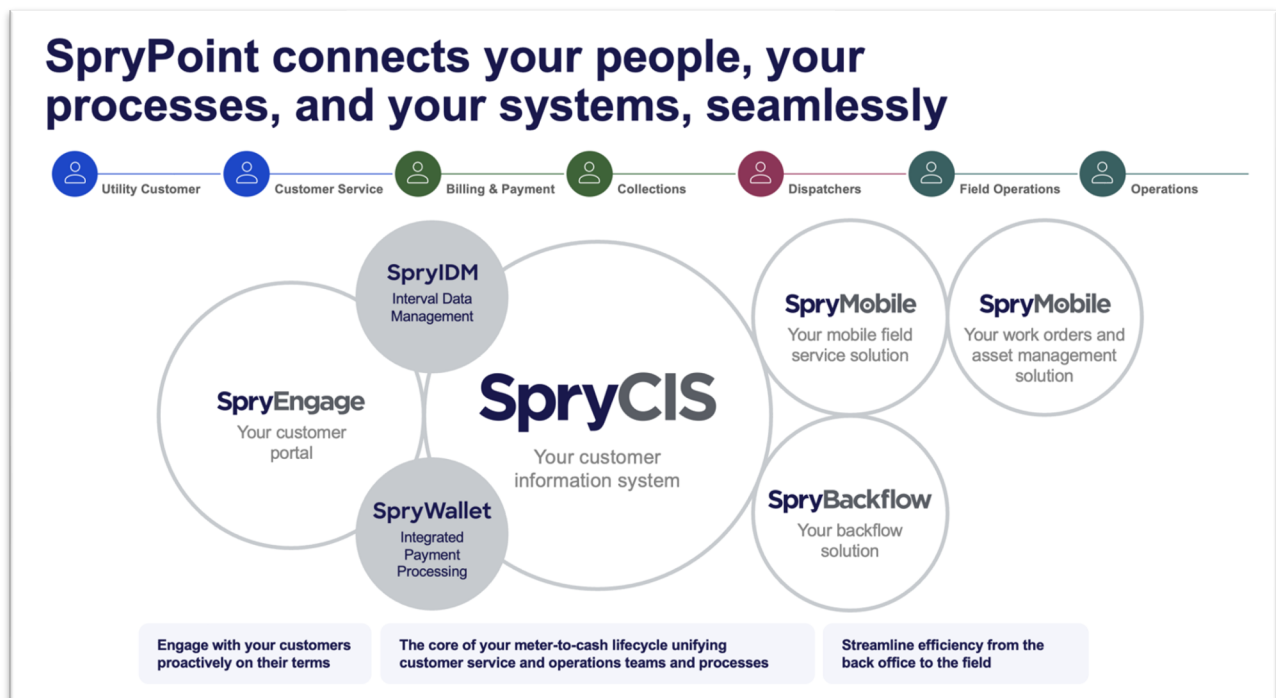 SpryPoint connects your people, your
processes, and your systems, seamlessly
Utility Customer
Customer Service
Billing & Payment
Collections
Dispatchers
Field Operations
Operations
SpryEngage
Your customer
portal
SpryIDM
Interval Data
Management
SpryWallet
Integrated
Payment
Processing
SpryCIS
Your customer
information system
SpryMobile
Your mobile field
service solution
SpryMobile
Your work orders and
asset management
solution
SpryBackflow
Your backflow
solution
Engage with your customers
proactively on their terms
The core of your meter-to-cash lifecycle unifying
customer service and operations teams and processes
Streamline efficiency from the
back office to the field